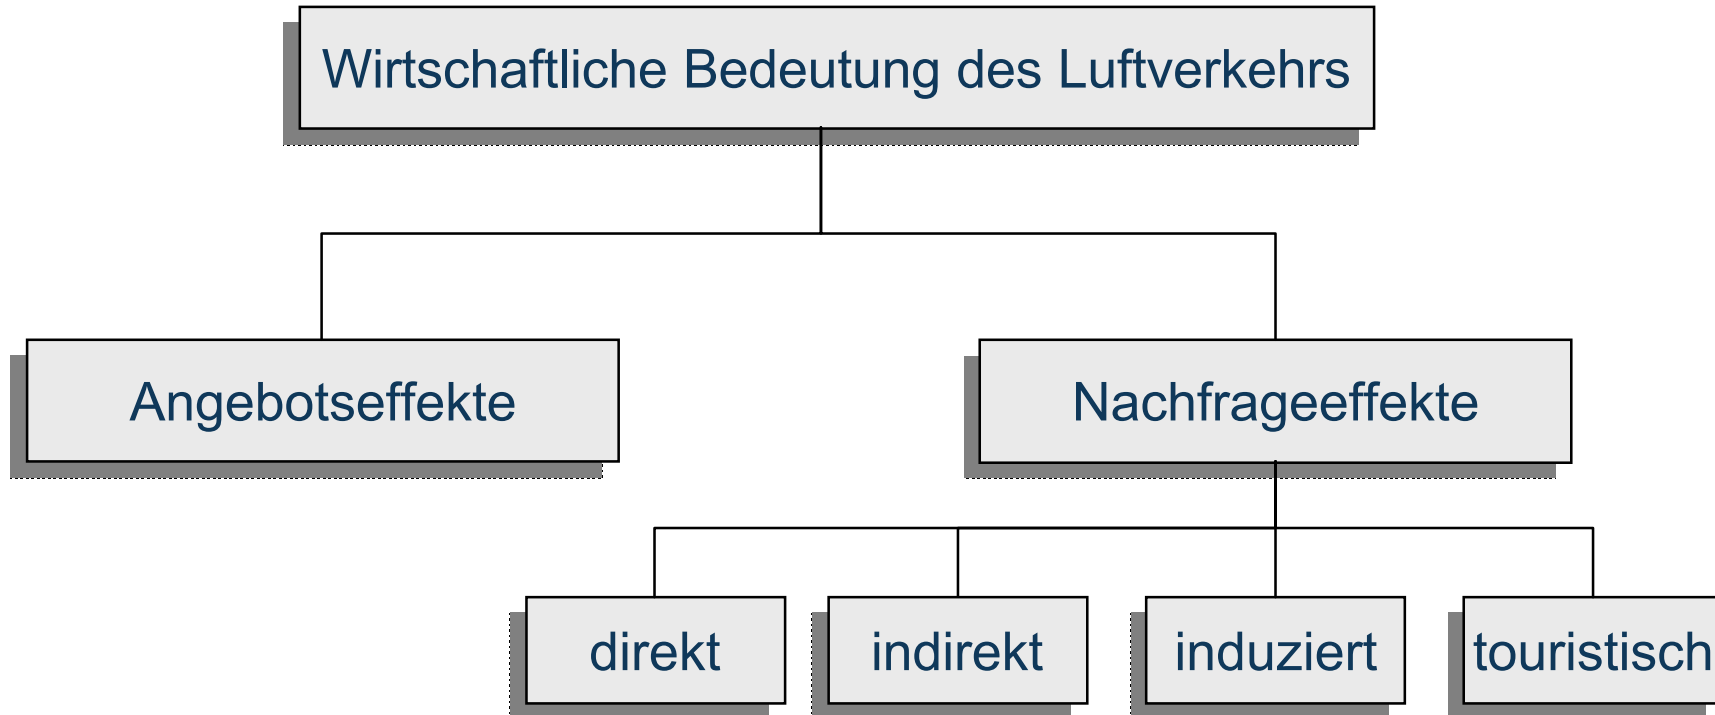 Wirtschaftliche Bedeutung des Luftverkehrs
Angebotseffekte
Nachfrageeffekte
direkt
indirekt
induziert
touristisch